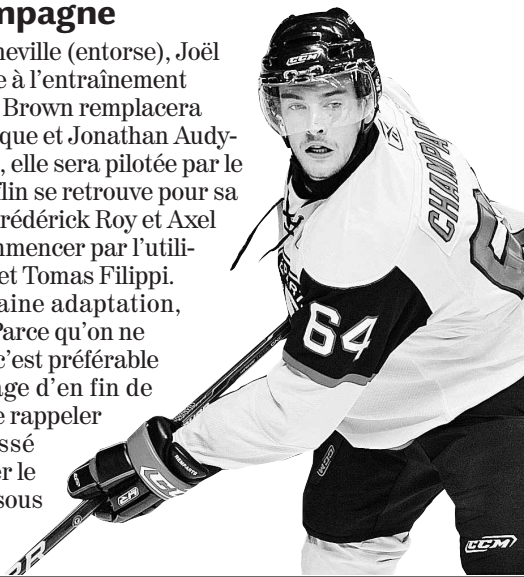 mpagne
neville (entorse), Joël
e à l'entraînement
Brown remplacera
que et Jonathan Audy-
, elle sera pilotée par le
flin se retrouve pour sa
rédérick Roy et Axel
mmencer par l'utili-
et Tomas Filippi.
aine adaptation,
Parce qu'on ne
c'est préférable
age d'en fin de
e rappeler
ssé
er le
sous
CCM
CHAMPAG
64
REMPARTS
CCM